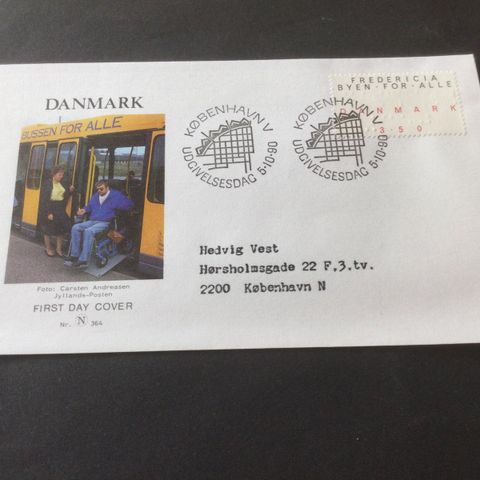 DANMARK
BUSSEN FOR ALLE
Foto: Carsten Andreasen
Jyllands-Posten
FIRST DAY COVER
Nr. N 364
KØBENHAVN V
UDGIVELSESDAG 5-10-90
KØBENHAVN V
UDGIVELSESDAG 5-10-90
FREDERICIA
BYEN·FOR·ALLE
DANMARK
3·50
Hedvig Vest
Hørsholmsgade 22 F,3.tv.
2200 København N